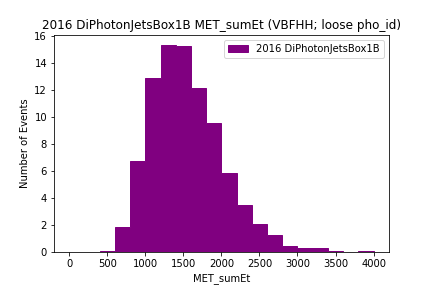 2016 DiPhotonJetsBox1B MET_sumEt (VBFHH; loose pho_id)
2016 DiPhotonJetsBox1B
Number of Events
16
14
12
10
8
6
4
2
0
0 500 1000 1500 2000 2500 3000 3500 4000
MET_sumEt